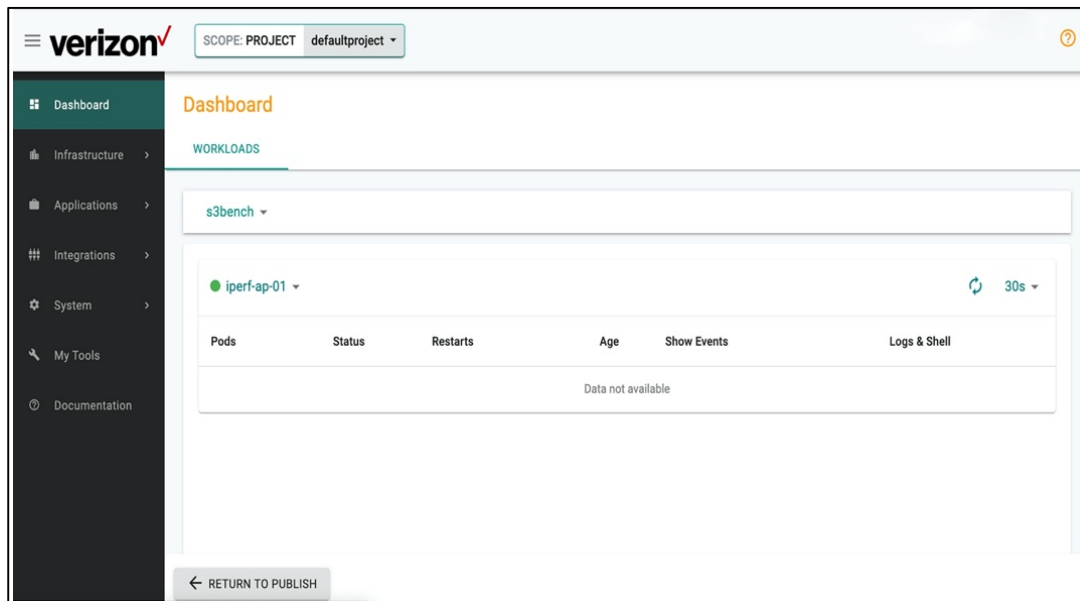 verizon✓ SCOPE: PROJECT defaultproject
Dashboard
Infrastructure
Applications
Integrations
System
My Tools
Documentation
Dashboard
WORKLOADS
s3bench
iperf-ap-01 30s
Pods Status Restarts Age Show Events Logs & Shell
Data not available
RETURN TO PUBLISH